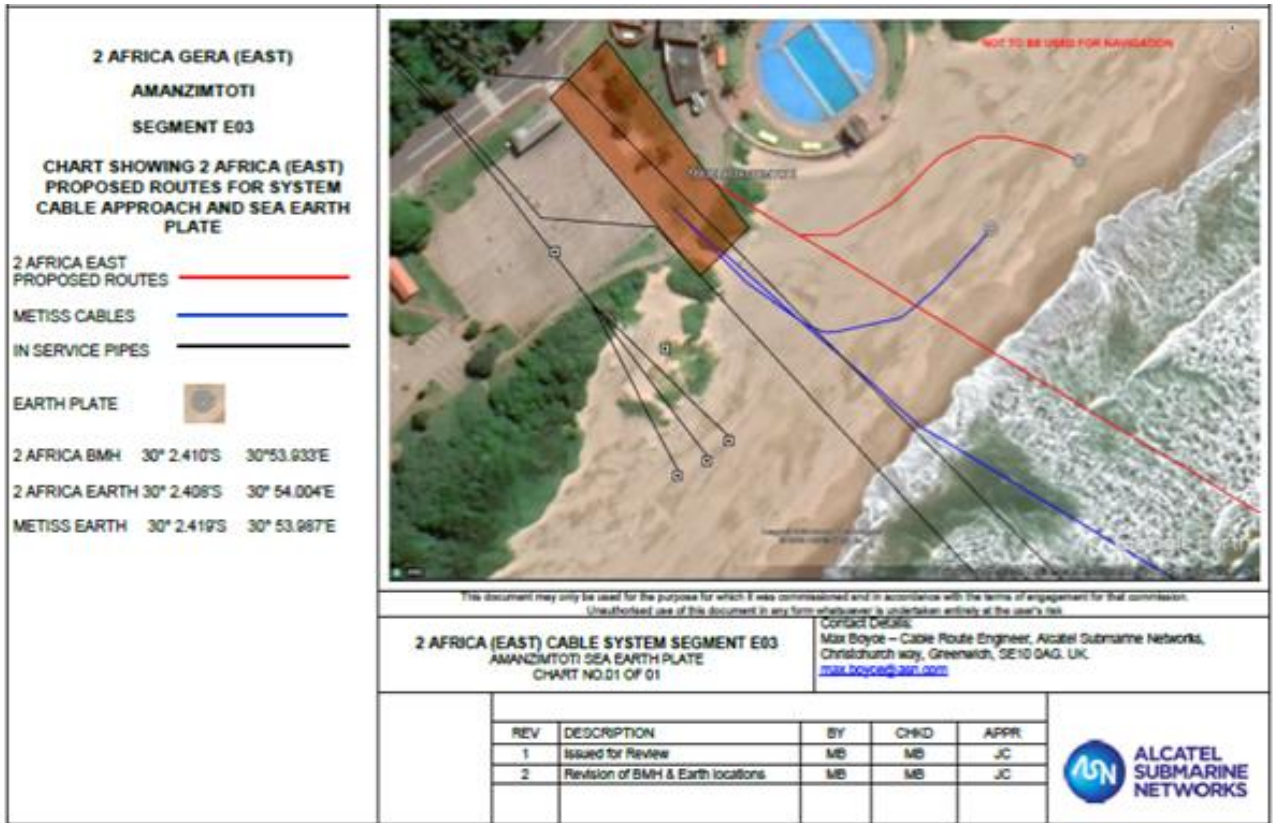 2 AFRICA GERA (EAST)
AMANZIMTOTI
SEGMENT E03
CHART SHOWING 2 AFRICA (EAST)
PROPOSED ROUTES FOR SYSTEM
CABLE APPROACH AND SEA EARTH
PLATE
2 AFRICA EAST
PROPOSED ROUTES
METISS CABLES
IN SERVICE PIPES
EARTH PLATE
2 AFRICA BMH 30° 2.410'S 30°53.933'E
2 AFRICA EARTH 30° 2.408'S 30° 54.004'E
METISS EARTH 30° 2.419'S 30° 53.987'E
NOT TO BE USED FOR NAVIGATION
This document may only be used for the purpose for which it was commissioned and in accordance with the terms of engagement for that commission.
Unauthorised use of this document in any form whatsoever is undertaken entirely at the user's risk
2 AFRICA (EAST) CABLE SYSTEM SEGMENT E03
AMANZIMTOTI SEA EARTH PLATE
CHART NO.01 OF 01
Contact Details:
Max Boyce – Cable Route Engineer, Alcatel Submarine Networks,
Christchurch way, Greenwich, SE10 0AG. UK.
max.boyce@asn.com
REV DESCRIPTION BY CHKD APPR
1 Issued for Review MB MB JC
2 Revision of BMH & Earth locations MB MB JC
ASN
ALCATEL
SUBMARINE
NETWORKS